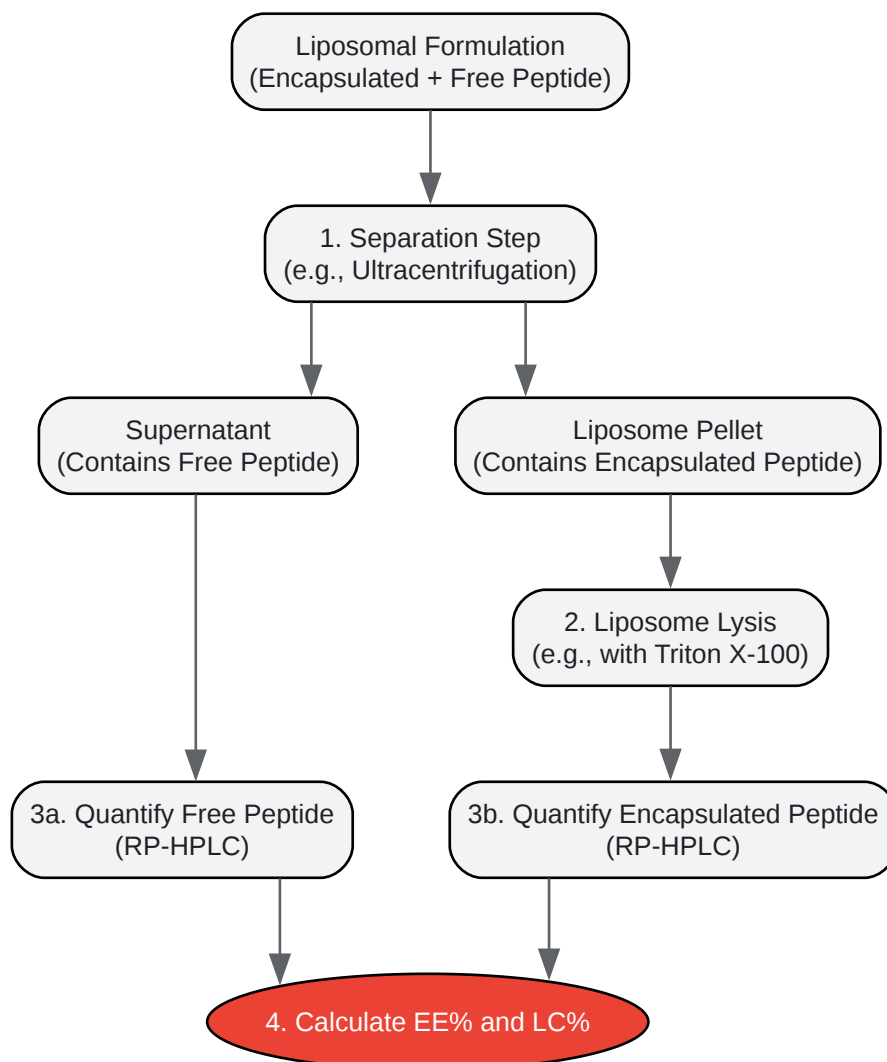 Liposomal Formulation
(Encapsulated + Free Peptide)
1. Separation Step
(e.g., Ultracentrifugation)
Supernatant
(Contains Free Peptide)
Liposome Pellet
(Contains Encapsulated Peptide)
2. Liposome Lysis
(e.g., with Triton X-100)
3a. Quantify Free Peptide
(RP-HPLC)
3b. Quantify Encapsulated Peptide
(RP-HPLC)
4. Calculate EE% and LC%